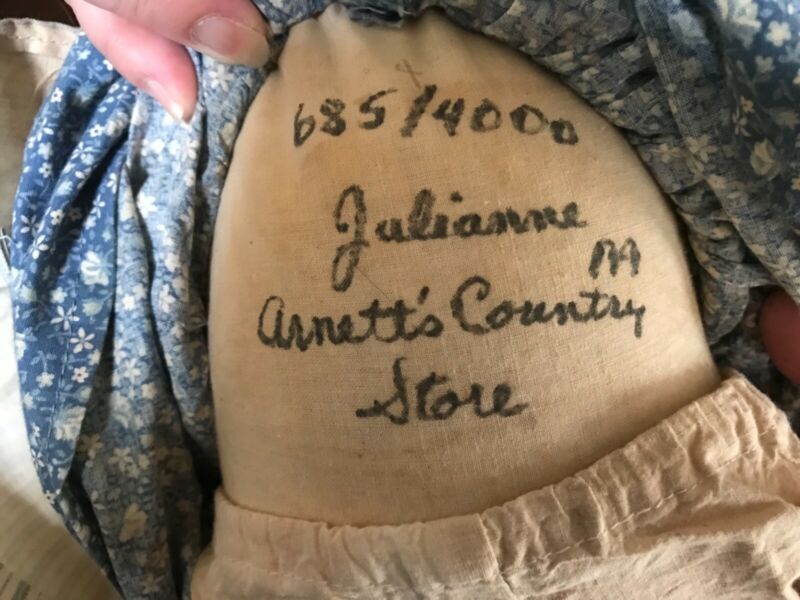 685/4000
Julianne
M
Arnett's Country
Store